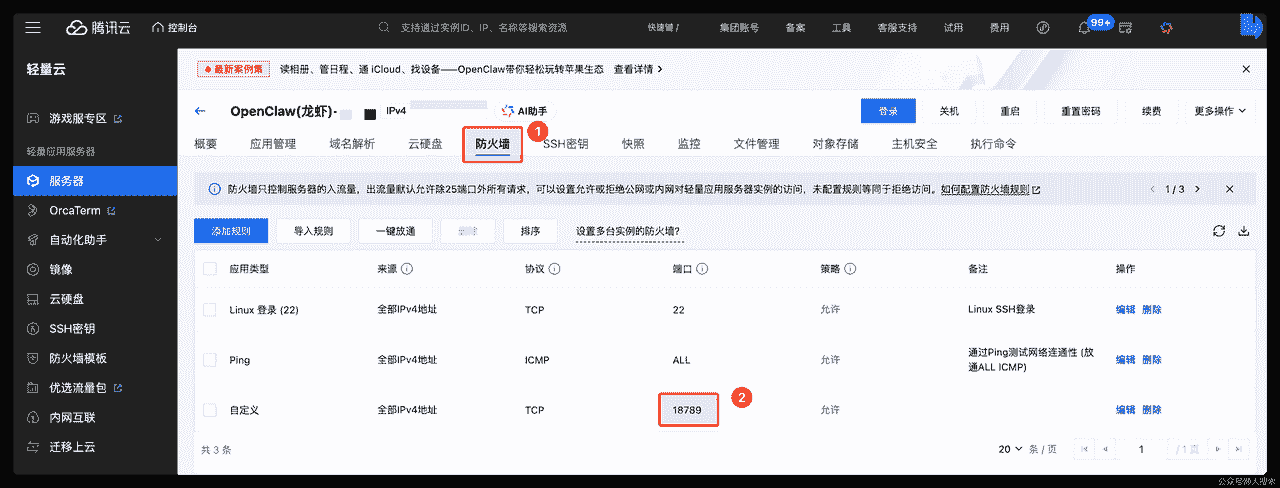 腾讯云 控制台 支持通过实例ID、IP、名称等搜索资源 快捷键 / 集团账号 备案 工具 客服支持 试用 费用 99+
轻量云
最新案例集 读相册、管日程、通 iCloud、找设备——OpenClaw带你轻松玩转苹果生态 查看详情
OpenClaw(龙虾)- IPv4 AI助手 登录 关机 重启 重置密码 续费 更多操作
游戏服专区
轻量应用服务器
服务器
OrcaTerm
自动化助手
镜像
云硬盘
SSH密钥
防火墙模板
优选流量包
内网互联
迁移上云
概要 应用管理 域名解析 云硬盘 防火墙 1 SSH密钥 快照 监控 文件管理 对象存储 主机安全 执行命令
防火墙只控制服务器的入流量，出流量默认允许除25端口外所有请求，可以设置允许或拒绝公网或内网对轻量应用服务器实例的访问，未配置规则等同于拒绝访问。如何配置防火墙规则 1 / 3
添加规则 导入规则 一键放通 排序 设置多台实例的防火墙?
应用类型 来源 协议 端口 策略 备注 操作
Linux 登录 (22) 全部IPv4地址 TCP 22 允许 Linux SSH登录 编辑 删除
Ping 全部IPv4地址 ICMP ALL 允许 通过Ping测试网络连通性 (放
通ALL ICMP) 编辑 删除
自定义 全部IPv4地址 TCP 18789 2 允许 编辑 删除
共 3 条 20 条 / 页 1 / 1 页
公众号懒人搜索